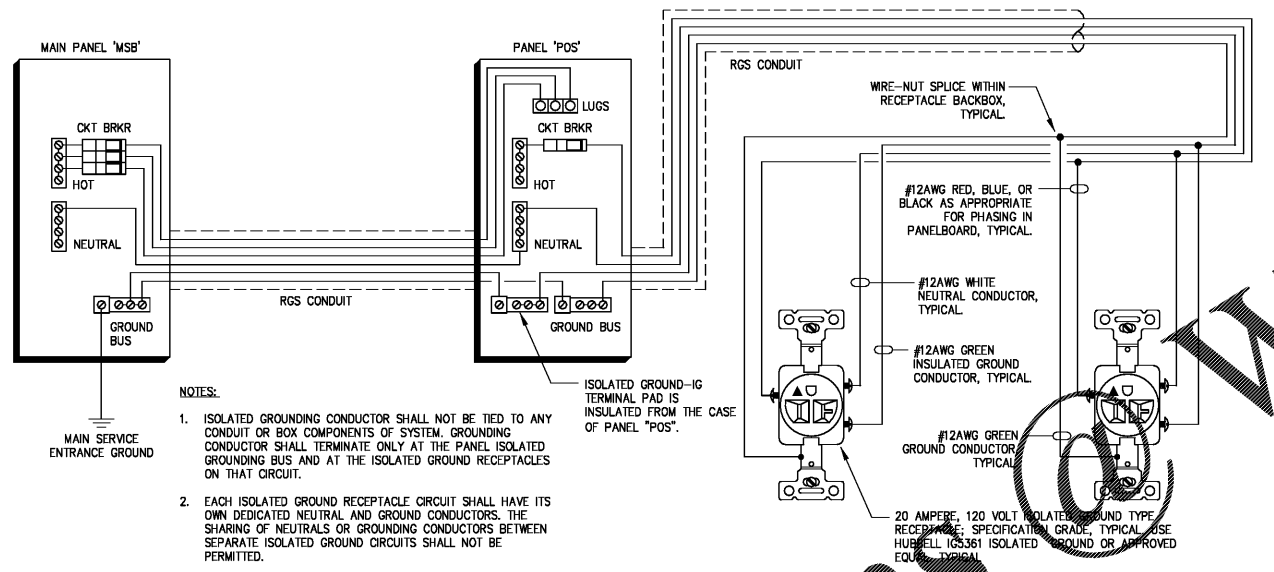 MAIN PANEL 'MSB'
PANEL 'POS'
RGS CONDUIT
LUGS
WIRE-NUT SPLICE WITHIN
RECEPTACLE BACKBOX,
TYPICAL.
CKT BRKR
CKT BRKR
HOT
HOT
#12AWG RED, BLUE, OR
BLACK AS APPROPRIATE
FOR PHASING IN
PANELBOARD, TYPICAL.
NEUTRAL
NEUTRAL
RGS CONDUIT
#12AWG WHITE
NEUTRAL CONDUCTOR,
TYPICAL.
GROUND
BUS
GROUND BUS
#12AWG GREEN
INSULATED GROUND
CONDUCTOR, TYPICAL.
ISOLATED GROUND-IG
TERMINAL PAD IS
INSULATED FROM THE CASE
OF PANEL "POS".
MAIN SERVICE
ENTRANCE GROUND
NOTES:
1. ISOLATED GROUNDING CONDUCTOR SHALL NOT BE TIED TO ANY
CONDUIT OR BOX COMPONENTS OF SYSTEM. GROUNDING
CONDUCTOR SHALL TERMINATE ONLY AT THE PANEL ISOLATED
GROUNDING BUS AND AT THE ISOLATED GROUND RECEPTACLES
ON THAT CIRCUIT.
2. EACH ISOLATED GROUND RECEPTACLE CIRCUIT SHALL HAVE ITS
OWN DEDICATED NEUTRAL AND GROUND CONDUCTORS. THE
SHARING OF NEUTRALS OR GROUNDING CONDUCTORS BETWEEN
SEPARATE ISOLATED GROUND CIRCUITS SHALL NOT BE
PERMITTED.
#12AWG GREEN
GROUND CONDUCTOR,
TYPICAL
20 AMPERE, 120 VOLT ISOLATED GROUND TYPE
RECEPTACLE; SPECIFICATION GRADE, TYPICAL USE
HUBBELL IG5361 ISOLATED GROUND OR APPROVED
EQUAL. TYPICAL